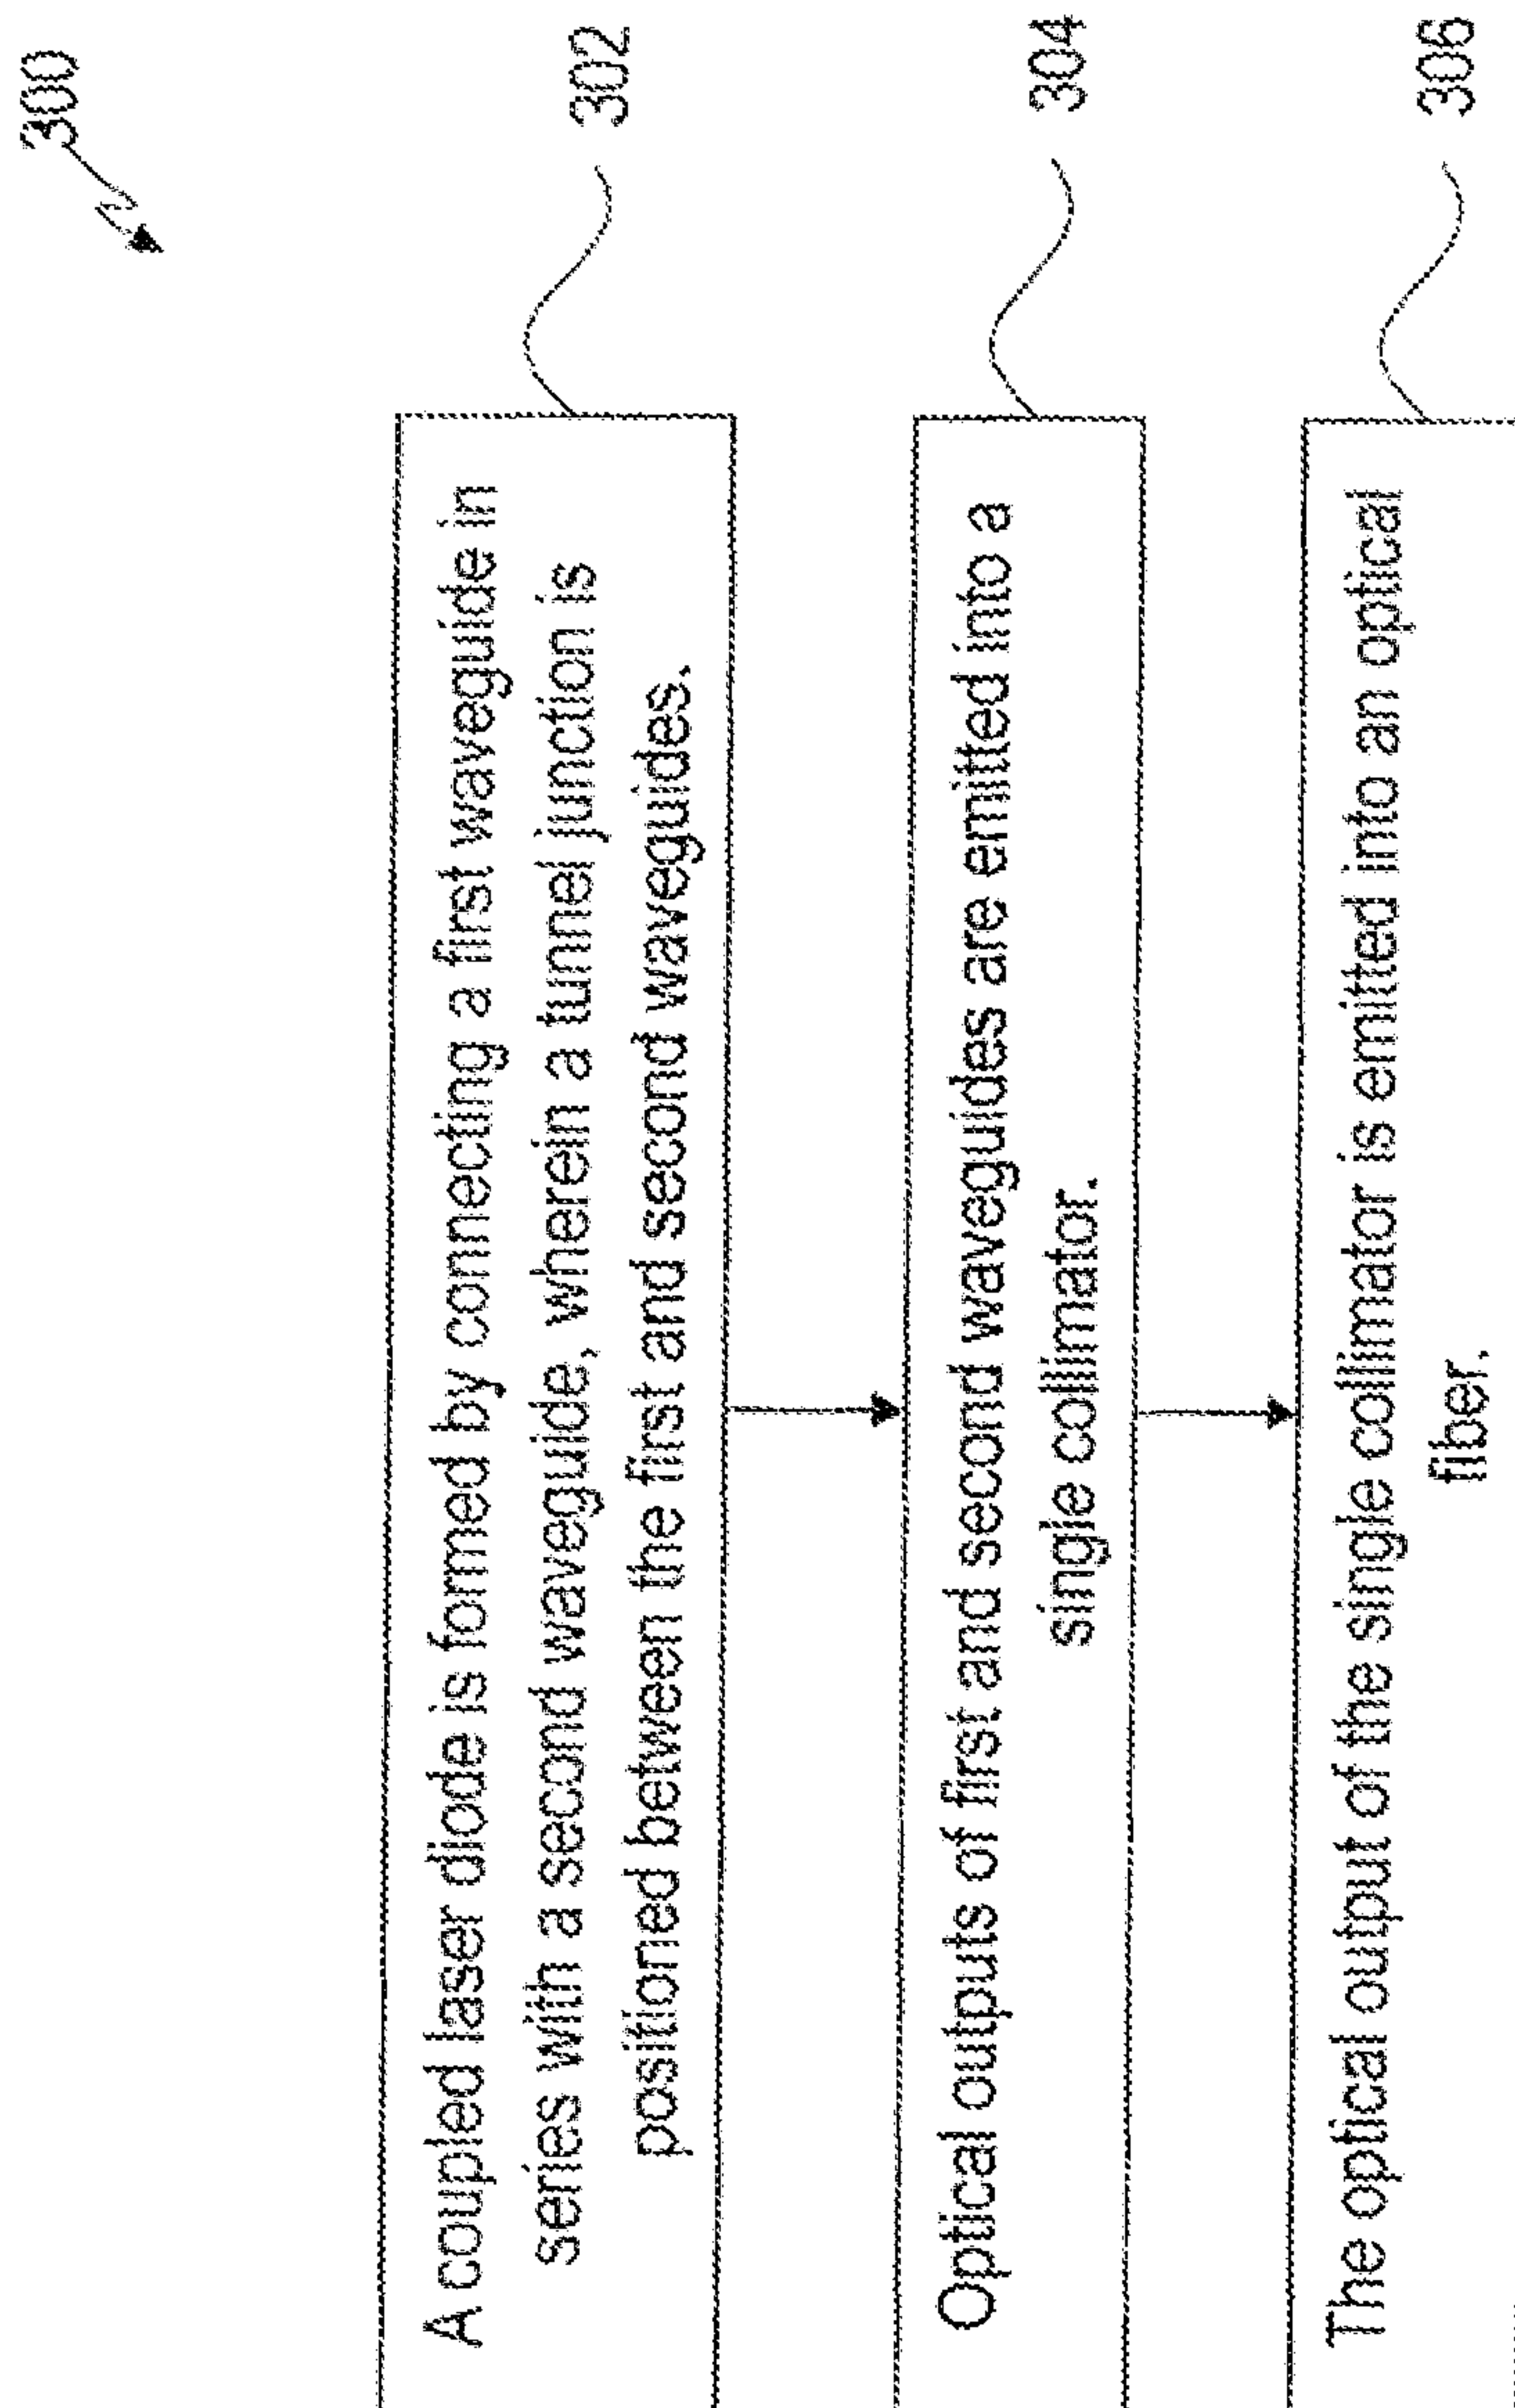 300
A coupled laser diode is formed by connecting a first waveguide in
series with a second waveguide, wherein a tunnel junction is
positioned between the first and second waveguides.
302
Optical outputs of first and second waveguides are emitted into a
single collimator.
304
The optical output of the single collimator is emitted into an optical
fiber.
306